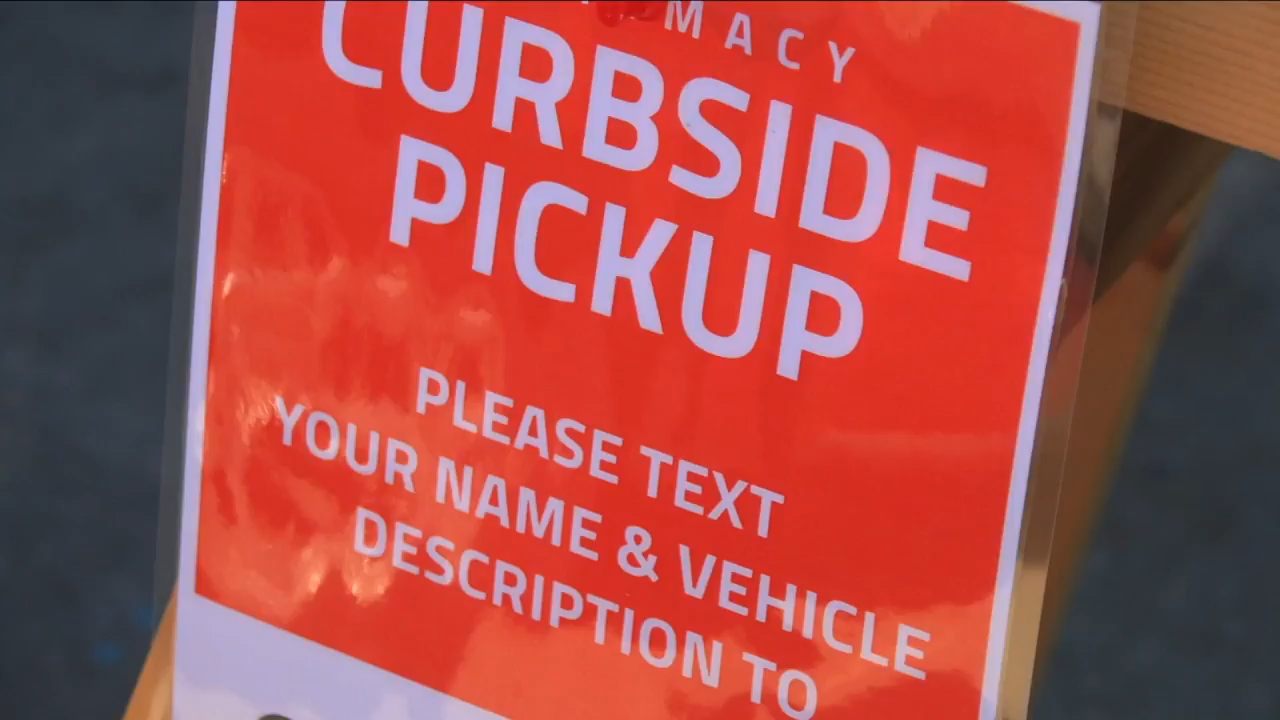 MACY
CURBSIDE
PICKUP
PLEASE TEXT
YOUR NAME & VEHICLE
DESCRIPTION TO